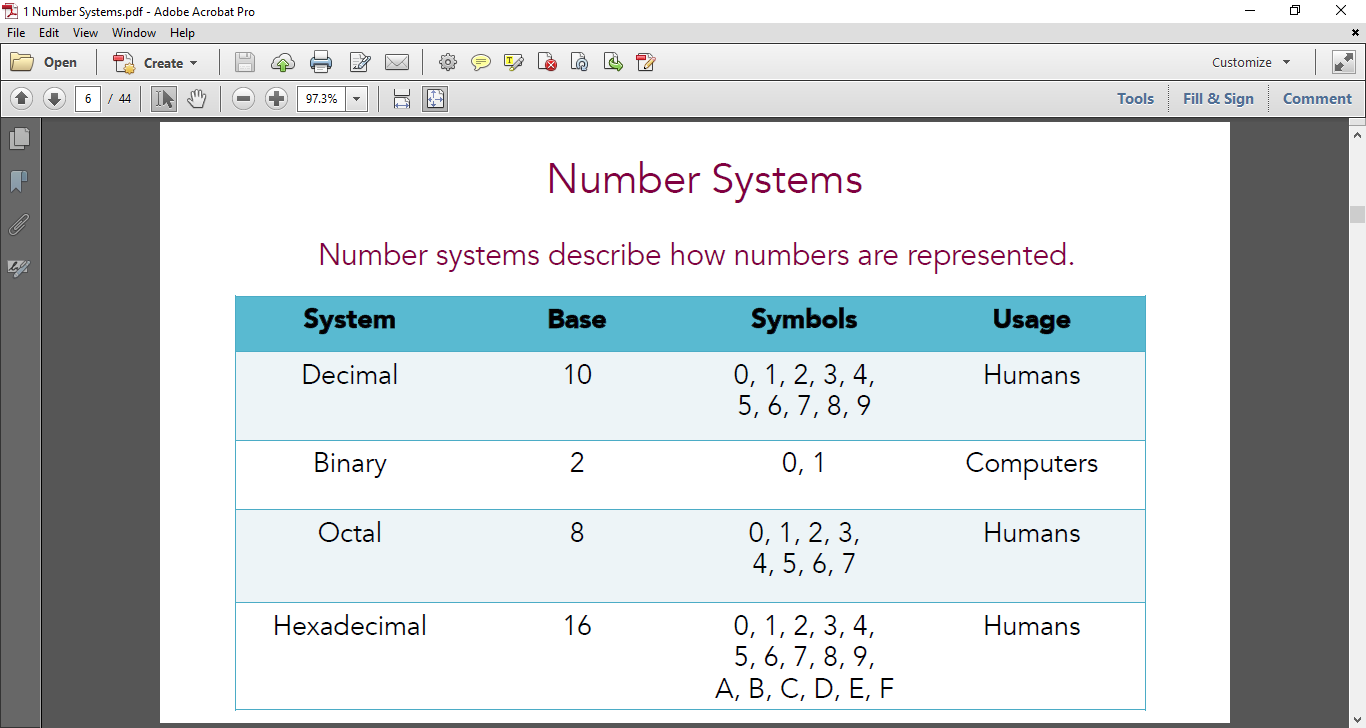 1 Number Systems.pdf - Adobe Acrobat Pro
File Edit View Window Help
Open Create Customize
6 / 44 97.3% Tools Fill & Sign Comment
Number Systems
Number systems describe how numbers are represented.
System Base Symbols Usage
Decimal 10 0, 1, 2, 3, 4, Humans
5, 6, 7, 8, 9
Binary 2 0, 1 Computers
Octal 8 0, 1, 2, 3, Humans
4, 5, 6, 7
Hexadecimal 16 0, 1, 2, 3, 4, Humans
5, 6, 7, 8, 9,
A, B, C, D, E, F